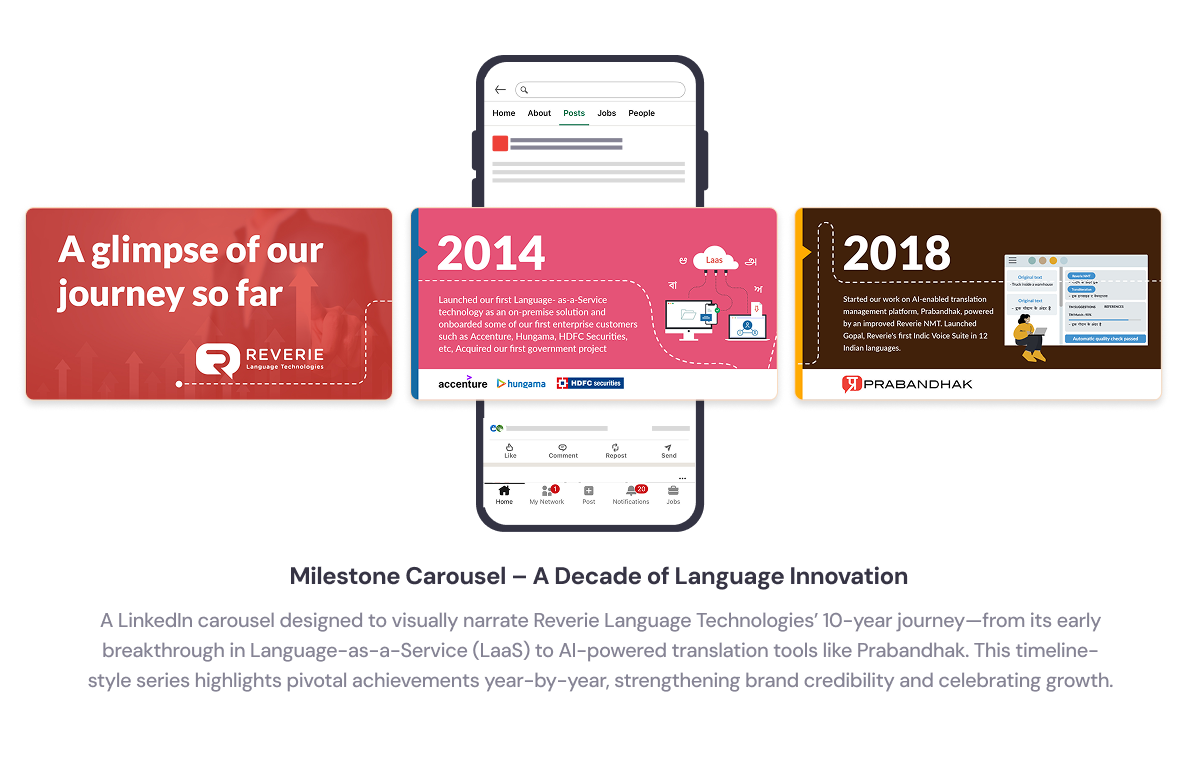 Home About Posts Jobs People
A glimpse of our
journey so far
REVERIE
Language Technologies
2014
Launched our first Language- as-a-Service
technology as an on-premise solution and
onboarded some of our first enterprise customers
such as Accenture, Hungama, HDFC Securities,
etc, Acquired our first government project
Laas
বা
অ
accenture hungama HDFC securities
2018
Started our work on AI-enabled translation
management platform, Prabandhak, powered
by an improved Reverie NMT. Launched
Gopal, Reverie's first Indic Voice Suite in 12
Indian languages.
Original text
Truck inside a warehouse
Original text
Reverie NMT
Transliteration
REFERENCES
Automatic quality check passed
प्र PRABANDHAK
Like Comment Repost Send
1
20
Home My Network Post Notifications Jobs
Milestone Carousel – A Decade of Language Innovation
A LinkedIn carousel designed to visually narrate Reverie Language Technologies’ 10-year journey—from its early
breakthrough in Language-as-a-Service (LaaS) to AI-powered translation tools like Prabandhak. This timeline-
style series highlights pivotal achievements year-by-year, strengthening brand credibility and celebrating growth.